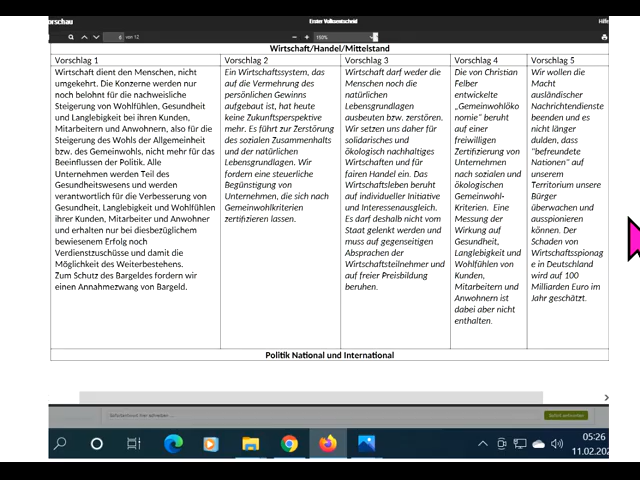 orschau
Erster Volksentscheid
Hilfe
6 von 12
150%
Wirtschaft/Handel/Mittelstand
Vorschlag 1
Wirtschaft dient den Menschen, nicht
umgekehrt. Die Konzerne werden nur
noch belohnt für die nachweisliche
Steigerung von Wohlfühlen, Gesundheit
und Langlebigkeit bei ihren Kunden,
Mitarbeitern und Anwohnern, also für die
Steigerung des Wohls der Allgemeinheit
bzw. des Gemeinwohls, nicht mehr für das
Beeinflussen der Politik. Alle
Unternehmen werden Teil des
Gesundheitswesens und werden
verantwortlich für die Verbesserung von
Gesundheit, Langlebigkeit und Wohlfühlen
ihrer Kunden, Mitarbeiter und Anwohner
und erhalten nur bei diesbezüglichem
bewiesenem Erfolg noch
Verdienstzuschüsse und damit die
Möglichkeit des Weiterbestehens.
Zum Schutz des Bargeldes fordern wir
einen Annahmezwang von Bargeld.
Vorschlag 2
Ein Wirtschaftssystem, das
auf die Vermehrung des
persönlichen Gewinns
aufgebaut ist, hat heute
keine Zukunftsperspektive
mehr. Es führt zur Zerstörung
des sozialen Zusammenhalts
und der natürlichen
Lebensgrundlagen. Wir
fordern eine steuerliche
Begünstigung von
Unternehmen, die sich nach
Gemeinwohlkriterien
zertifizieren lassen.
Vorschlag 3
Wirtschaft darf weder die
Menschen noch die
natürlichen
Lebensgrundlagen
ausbeuten bzw. zerstören.
Wir setzen uns daher für
solidarisches und
ökologisch nachhaltiges
Wirtschaften und für
fairen Handel ein. Das
Wirtschaftsleben beruht
auf individueller Initiative
und Interessenausgleich.
Es darf deshalb nicht vom
Staat gelenkt werden und
muss auf gegenseitigen
Absprachen der
Wirtschaftsteilnehmer und
auf freier Preisbildung
beruhen.
Vorschlag 4
Die von Christian
Felber
entwickelte
„Gemeinwohlöko
nomie" beruht
auf einer
freiwilligen
Zertifizierung von
Unternehmen
nach sozialen und
ökologischen
Gemeinwohl-
Kriterien. Eine
Messung der
Wirkung auf
Gesundheit,
Langlebigkeit und
Wohlfühlen von
Kunden,
Mitarbeitern und
Anwohnern ist
dabei aber nicht
enthalten.
Vorschlag 5
Wir wollen die
Macht
ausländischer
Nachrichtendienste
beenden und es
nicht länger
dulden, dass
"befreundete
Nationen" auf
unserem
Territorium unsere
Bürger
überwachen und
ausspionieren
können. Der
Schaden von
Wirtschaftspionag
e in Deutschland
wird auf 100
Milliarden Euro im
Jahr geschätzt.
Politik National und International
05:26
11.02.202